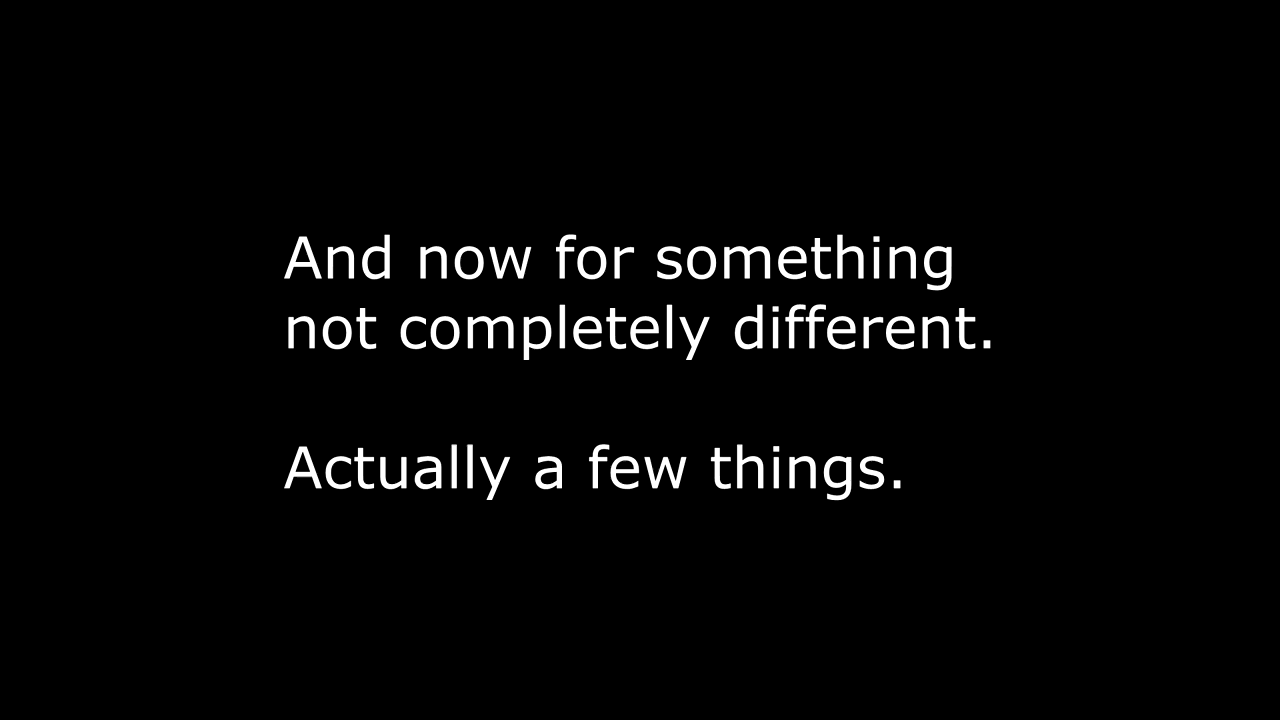 And now for something
not completely different.
Actually a few things.